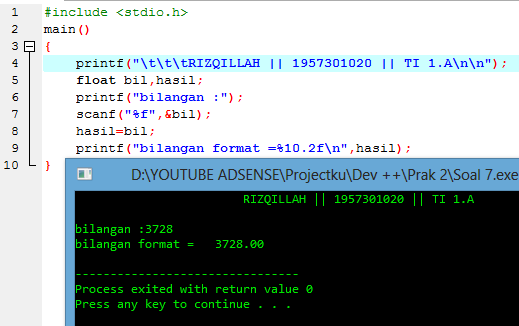 1 #include <stdio.h>
2 main()
3 {
4 printf("\t\t\tRIZQILLAH || 1957301020 || TI 1.A\n\n");
5 float bil,hasil;
6 printf("bilangan :");
7 scanf("%f",&bil);
8 hasil=bil;
9 printf("bilangan format =%10.2f\n",hasil);
10 }
D:\YOUTUBE ADSENSE\Projectku\Dev ++\Prak 2\Soal 7.exe
RIZQILLAH || 1957301020 || TI 1.A
bilangan :3728
bilangan format =   3728.00
--------------------------------
Process exited with return value 0
Press any key to continue . . .